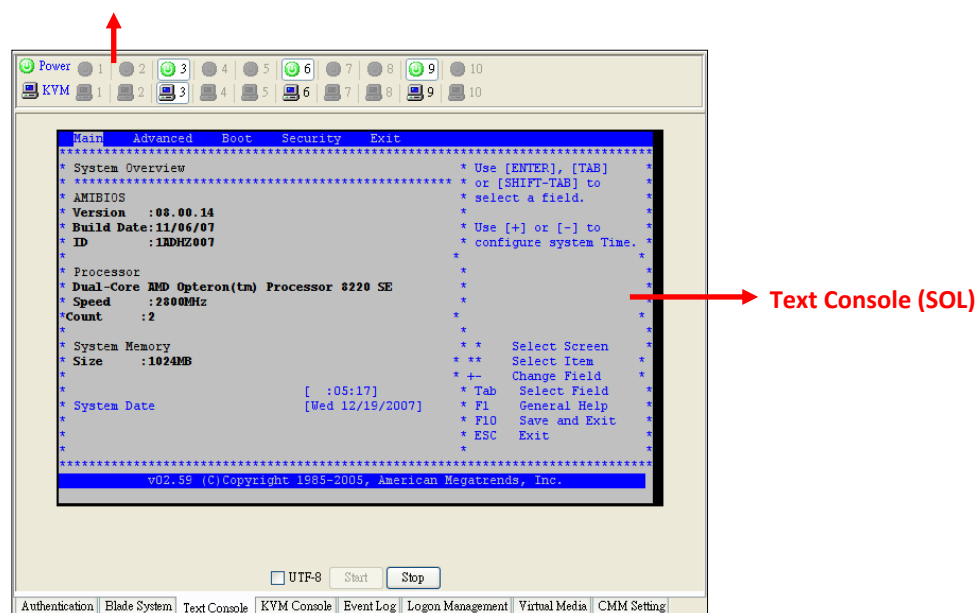 Power 1 2 3 4 5 6 7 8 9 10
KVM 1 2 3 4 5 6 7 8 9 10
Main Advanced Boot Security Exit
********************************************************************************
* System Overview * Use [ENTER], [TAB] *
* *************************************************** * or [SHIFT-TAB] to *
* AMIBIOS * select a field. *
* Version :08.00.14 * *
* Build Date:11/06/07 * Use [+] or [-] to *
* ID :1ADHZ007 * configure system Time. *
* * *
* Processor * *
* Dual-Core AMD Opteron(tm) Processor 8220 SE * *
* Speed :2800MHz * *
*Count :2 * *
* * *
* System Memory * * Select Screen *
* Size :1024MB * ** Select Item *
* * +- Change Field *
* [ :05:17] * Tab Select Field *
* System Date [Wed 12/19/2007] * F1 General Help *
* * F10 Save and Exit *
* * ESC Exit *
* * *
********************************************************************************
v02.59 (C)Copyright 1985-2005, American Megatrends, Inc.
Text Console (SOL)
UTF-8 Start Stop
Authentication Blade System Text Console KVM Console Event Log Logon Management Virtual Media CMM Setting